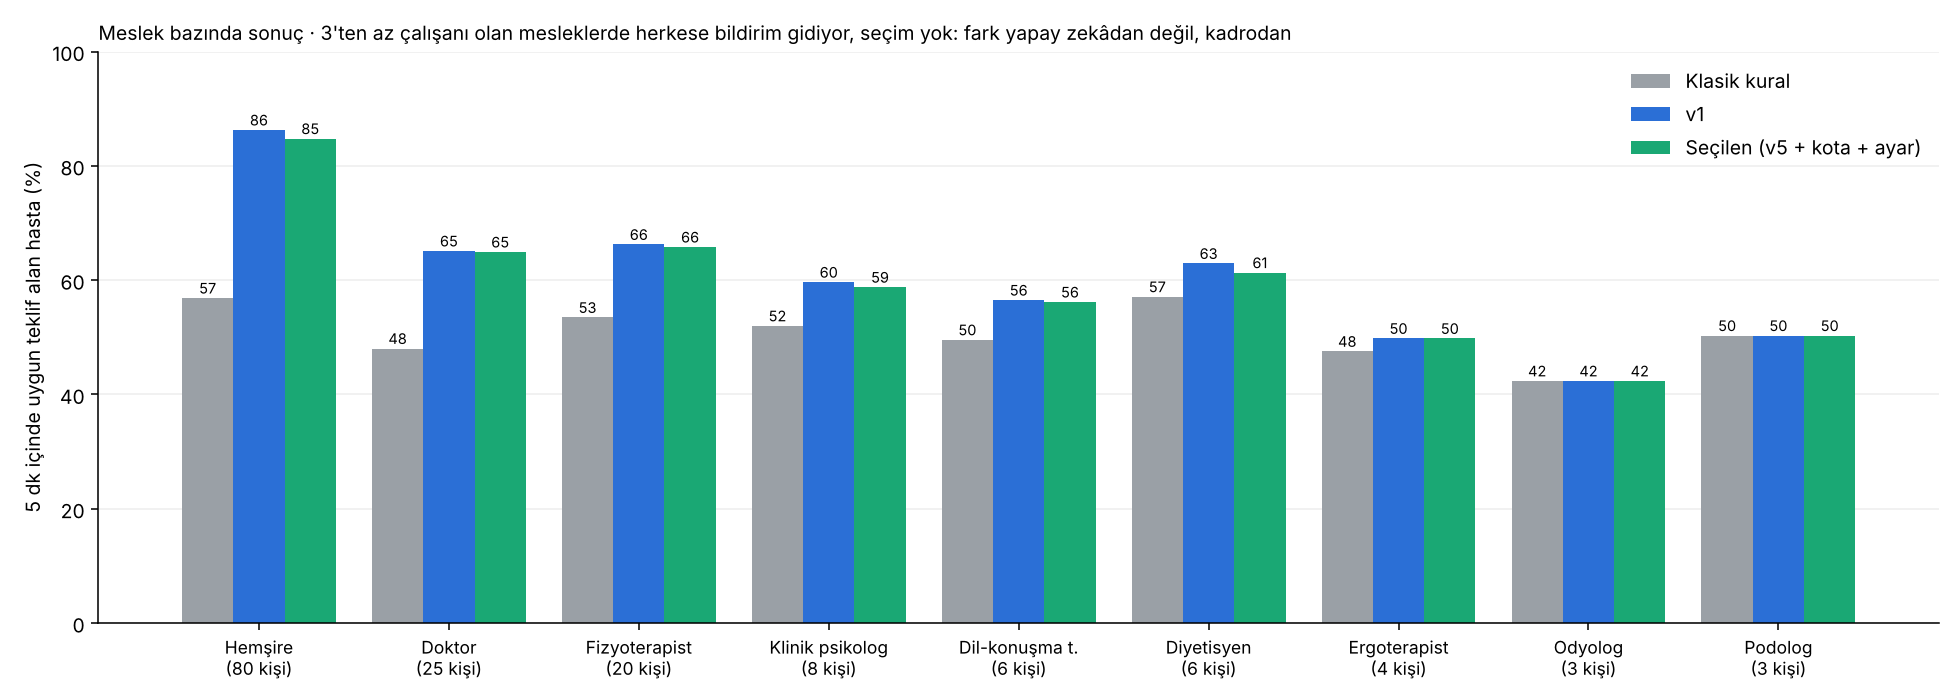 Meslek bazında sonuç · 3'ten az çalışanı olan mesleklerde herkese bildirim gidiyor, seçim yok: fark yapay zekâdan değil, kadrodan
5 dk içinde uygun teklif alan hasta (%)
100
80
60
40
20
0
Klasik kural
v1
Seçilen (v5 + kota + ayar)
57 86 85
48 65 65
53 66 66
52 60 59
50 56 56
57 63 61
48 50 50
42 42 42
50 50 50
Hemşire
(80 kişi)
Doktor
(25 kişi)
Fizyoterapist
(20 kişi)
Klinik psikolog
(8 kişi)
Dil-konuşma t.
(6 kişi)
Diyetisyen
(6 kişi)
Ergoterapist
(4 kişi)
Odyolog
(3 kişi)
Podolog
(3 kişi)